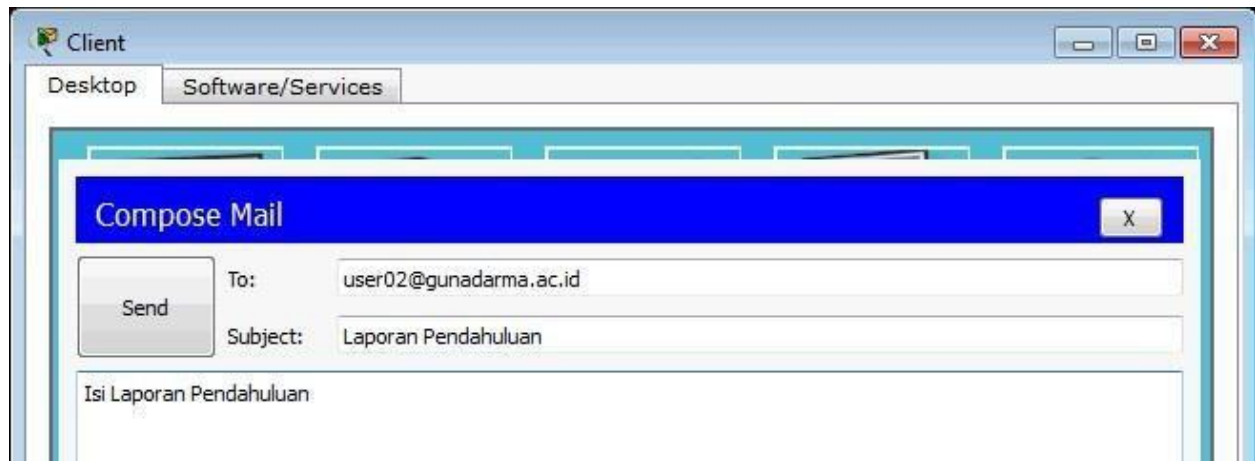 Client
Desktop Software/Services
Compose Mail X
Send
To: user02@gunadarma.ac.id
Subject: Laporan Pendahuluan
Isi Laporan Pendahuluan